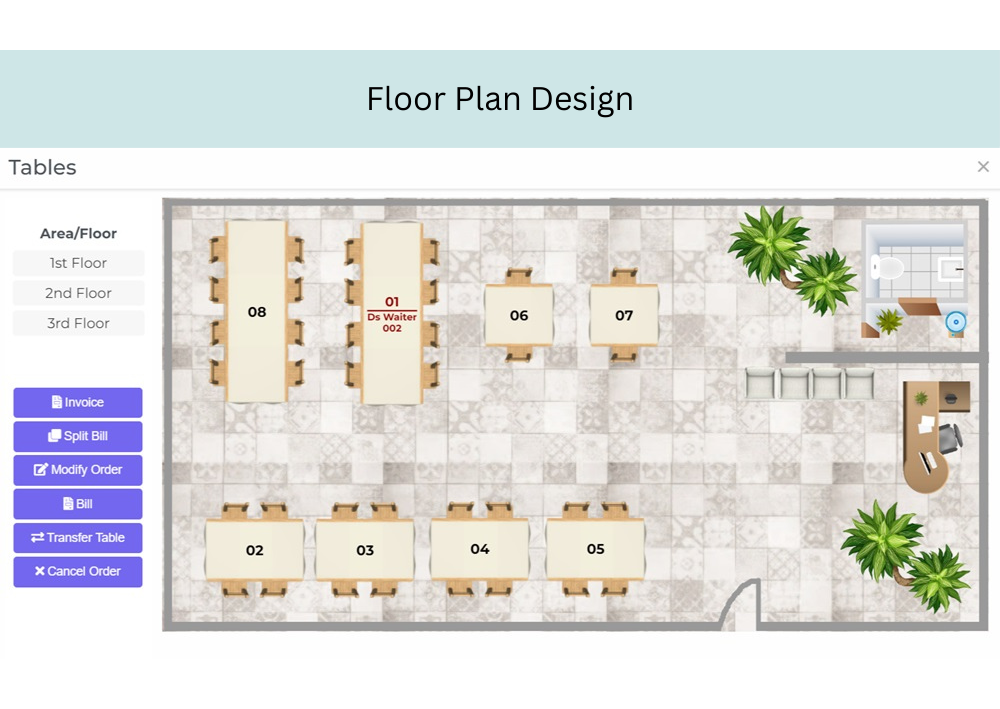 Floor Plan Design
Tables
×
Area/Floor
1st Floor
2nd Floor
3rd Floor
Invoice
Split Bill
Modify Order
Bill
Transfer Table
Cancel Order
08
01
Ds Waiter
002
06
07
02
03
04
05